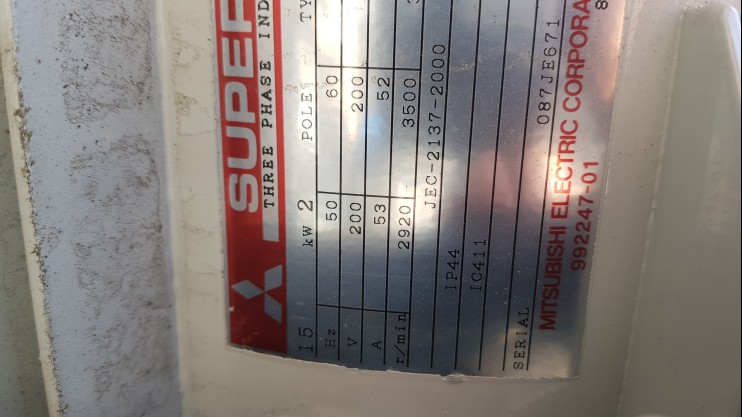 SUPER
THREE PHASE IND
15 kW 2 POLE TY
Hz 50 60
V 200 200
A 53 52
r/min 2920 3500
JEC-2137-2000
IP44
IC411
SERIAL 087JE671
MITSUBISHI ELECTRIC CORPORA
992247-01